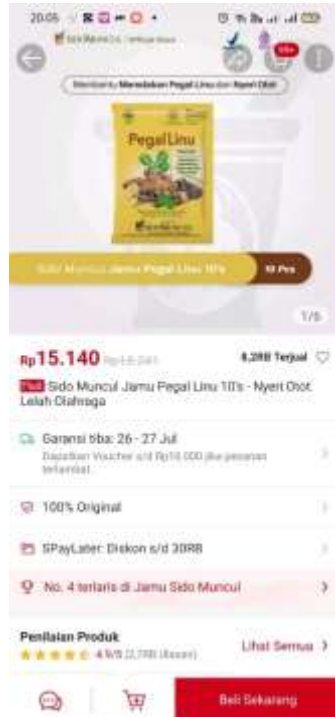 20.05
Membantu Meredakan Pegal Linu dan Nyeri Otot
Pegal Linu
Sido Muncul Jamu Pegal Linu 10's
10 Pcs
1/6
Rp15.140
8,2RB Terjual
Sido Muncul Jamu Pegal Linu 10's - Nyeri Otot
Lelah Olahraga
Garansi tiba: 26 - 27 Jul
Dapatkan Voucher s/d Rp10.000 jika pesanan
terlambat
100% Original
SPayLater: Diskon s/d 30RB
No. 4 terlaris di Jamu Sido Muncul
Penilaian Produk
4.9/5
Lihat Semua
Beli Sekarang